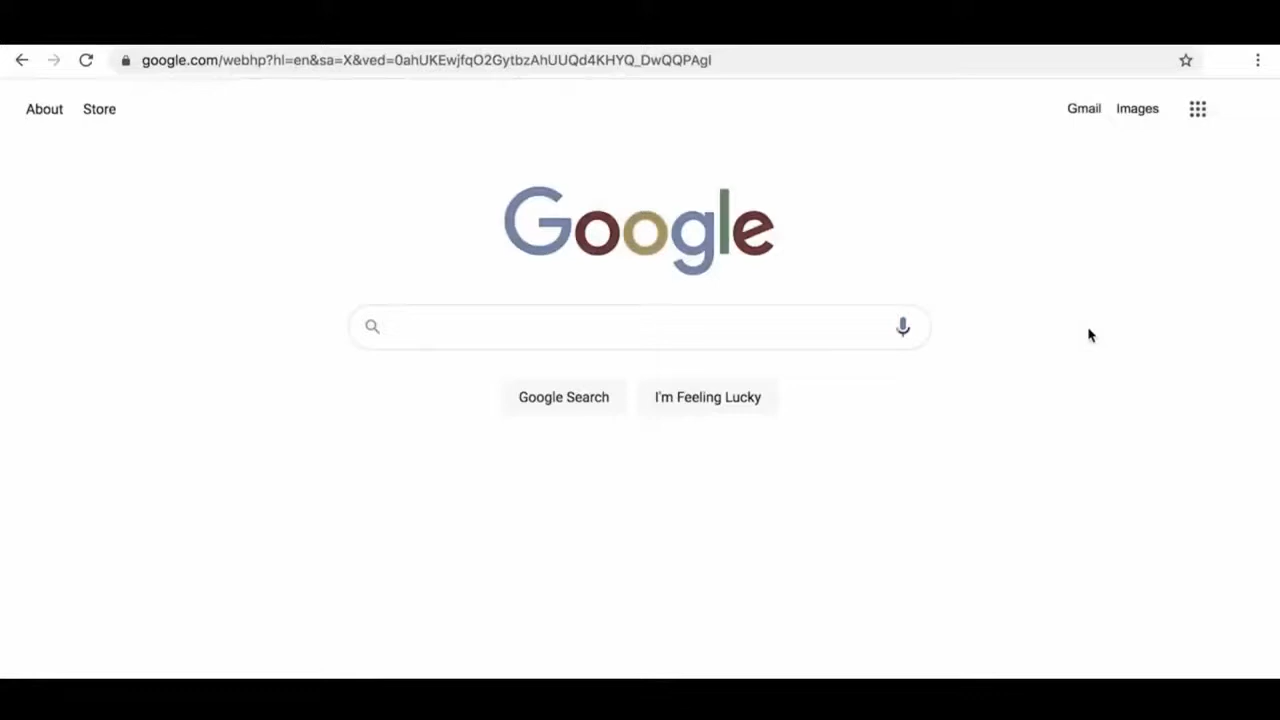 google.com/webhp?hl=en&sa=X&ved=0ahUKEwjfqO2GytbzAhUUQd4KHYQ_DwQQPAgI
About Store Gmail Images
Google
Google Search I'm Feeling Lucky